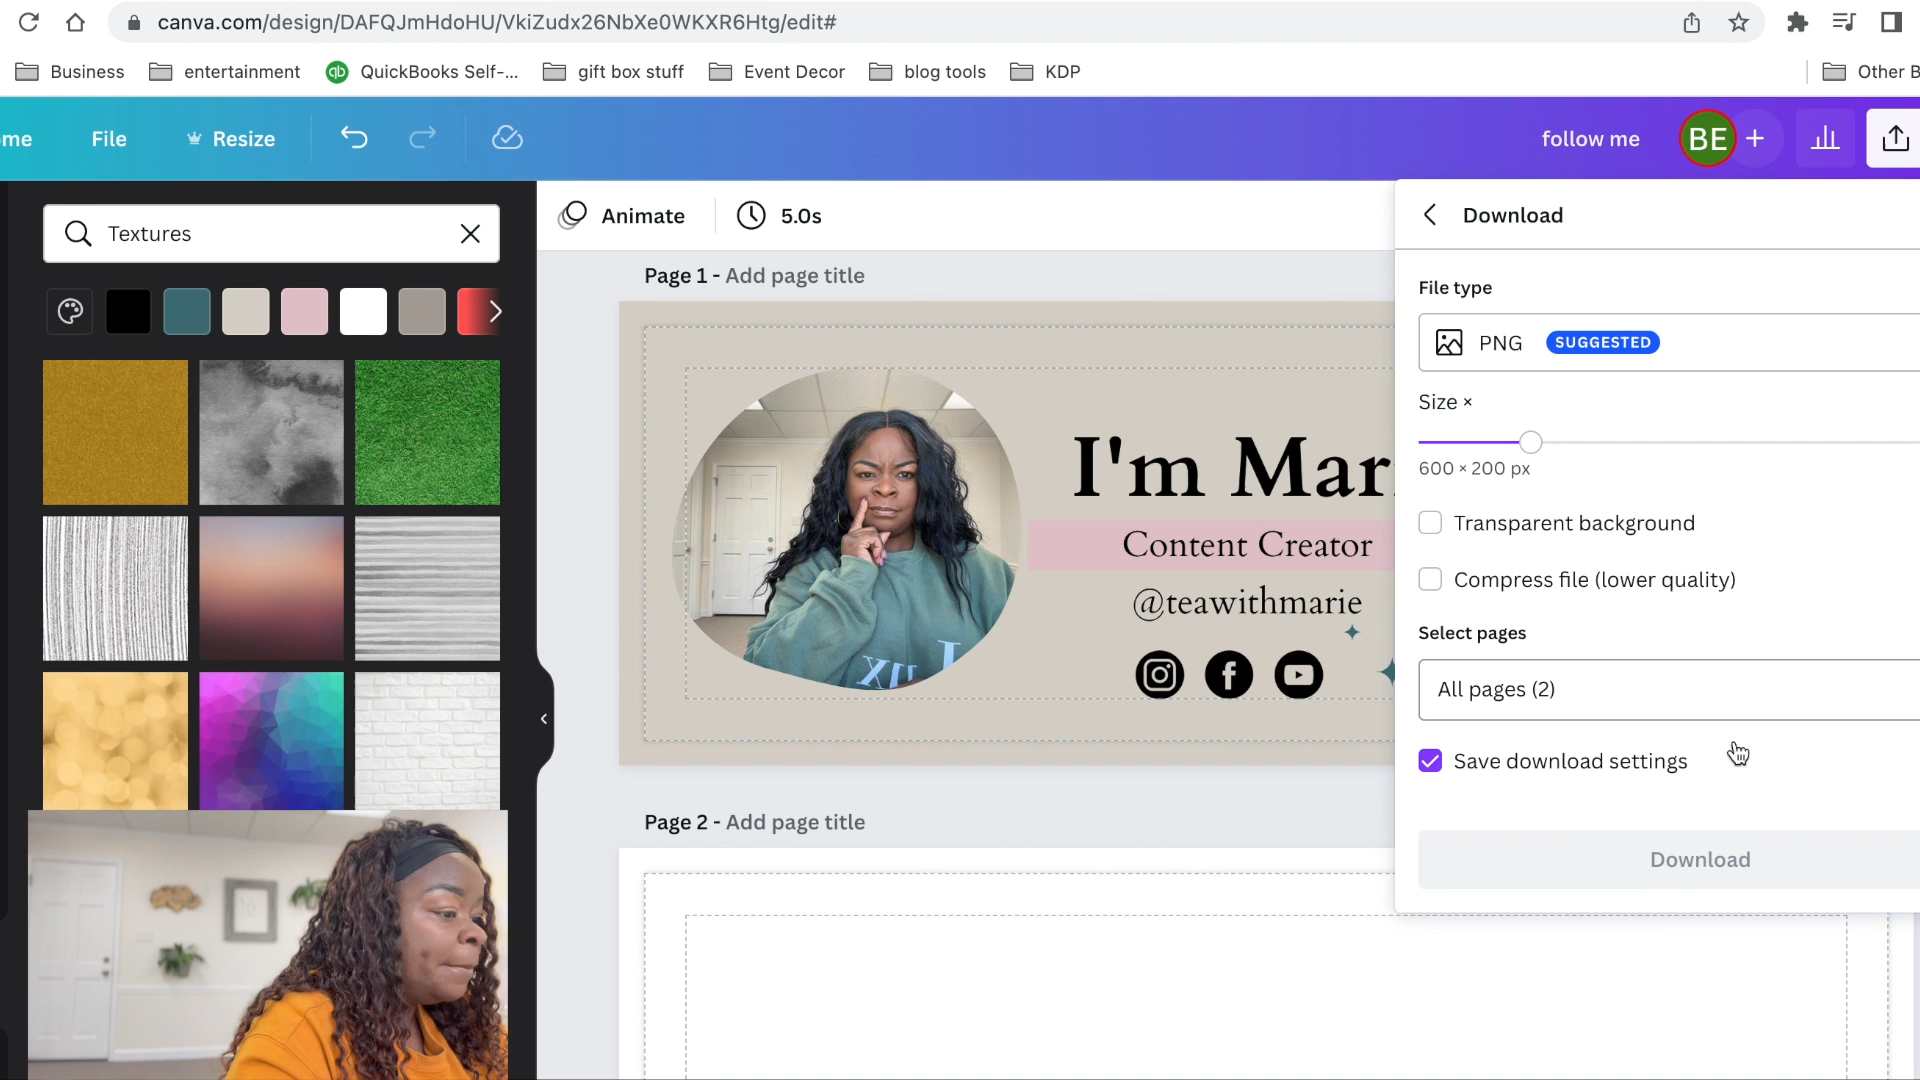 canva.com/design/DAFQJmHdoHU/VkiZudx26NbXe0WKXR6Htg/edit#
Business entertainment qb QuickBooks Self-... gift box stuff Event Decor blog tools KDP Other B
me File Resize follow me BE +
Textures
Animate 5.0s
Download
Page 1 - Add page title
File type
PNG SUGGESTED
Size ×
600 × 200 px
I'm Mar
Transparent background
Content Creator
Compress file (lower quality)
@teawithmarie
Select pages
All pages (2)
Save download settings
Page 2 - Add page title
Download